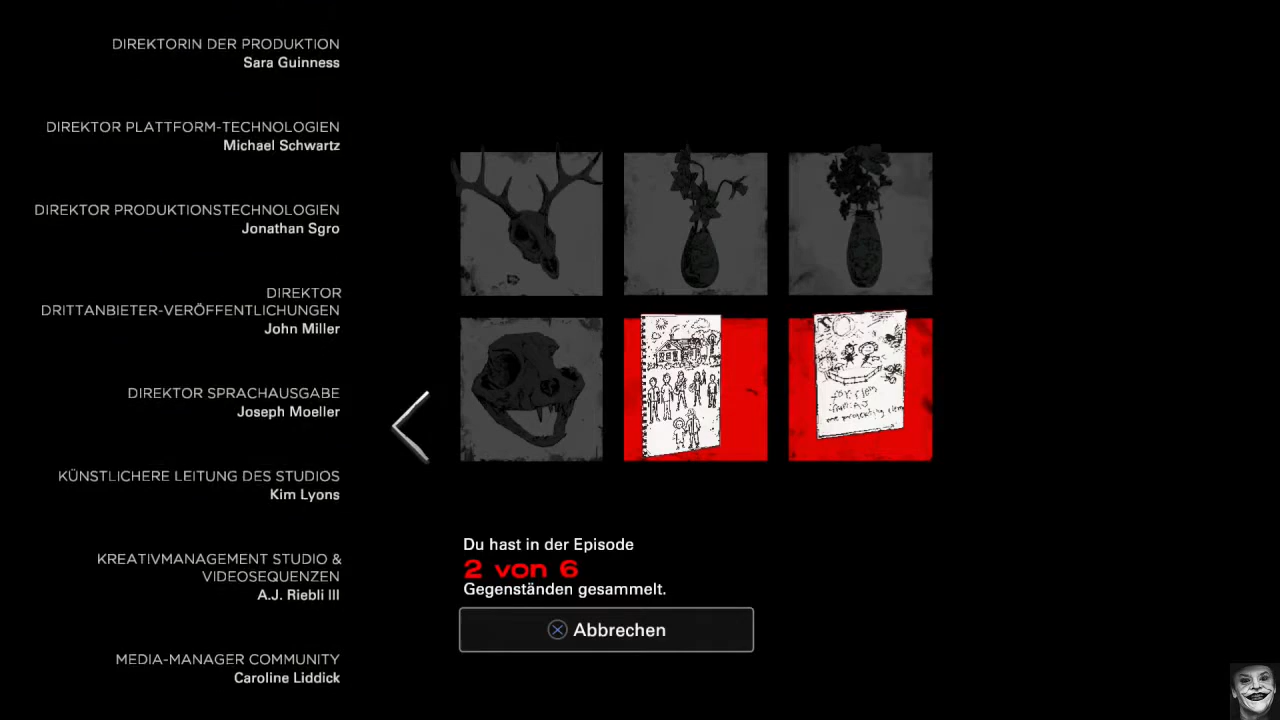 DIREKTORIN DER PRODUKTION
Sara Guinness
DIREKTOR PLATTFORM-TECHNOLOGIEN
Michael Schwartz
DIREKTOR PRODUKTIONSTECHNOLOGIEN
Jonathan Sgro
DIREKTOR
DRITTANBIETER-VERÖFFENTLICHUNGEN
John Miller
DIREKTOR SPRACHAUSGABE
Joseph Moeller
KÜNSTLICHERE LEITUNG DES STUDIOS
Kim Lyons
KREATIVMANAGEMENT STUDIO &
VIDEOSEQUENZEN
A.J. Riebli III
MEDIA-MANAGER COMMUNITY
Caroline Liddick
Du hast in der Episode
2 von 6
Gegenständen gesammelt.
Abbrechen